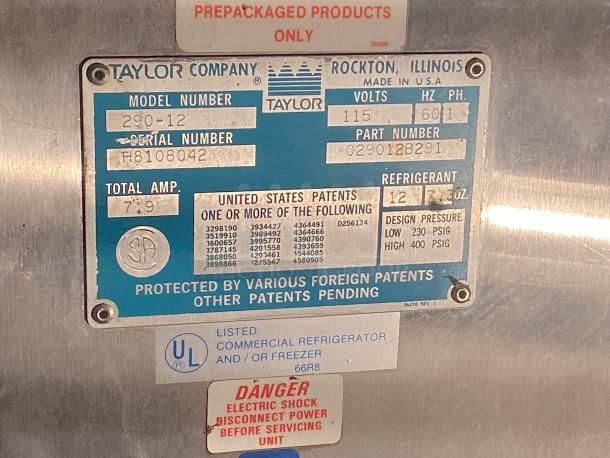 PREPACKAGED PRODUCTS
ONLY
TAYLOR COMPANY ® ROCKTON, ILLINOIS
MADE IN U.S.A
TAYLOR
MODEL NUMBER VOLTS HZ PH.
290-12 115 60 1
SERIAL NUMBER PART NUMBER
H8108042 029012B291
TOTAL AMP. REFRIGERANT
7.9 12 OZ.
UNITED STATES PATENTS
ONE OR MORE OF THE FOLLOWING
3298190 3934427 4364491 D256124
3519910 3989492 4364666
3600657 3995770 4390760
3787145 4201558 4393659
3868050 4544085
3898866 4580905
DESIGN PRESSURE
LOW 230 PSIG
HIGH 400 PSIG
SA
PROTECTED BY VARIOUS FOREIGN PATENTS
OTHER PATENTS PENDING
UL
LISTED
COMMERCIAL REFRIGERATOR
AND / OR FREEZER
66R8
DANGER
ELECTRIC SHOCK
DISCONNECT POWER
BEFORE SERVICING
UNIT